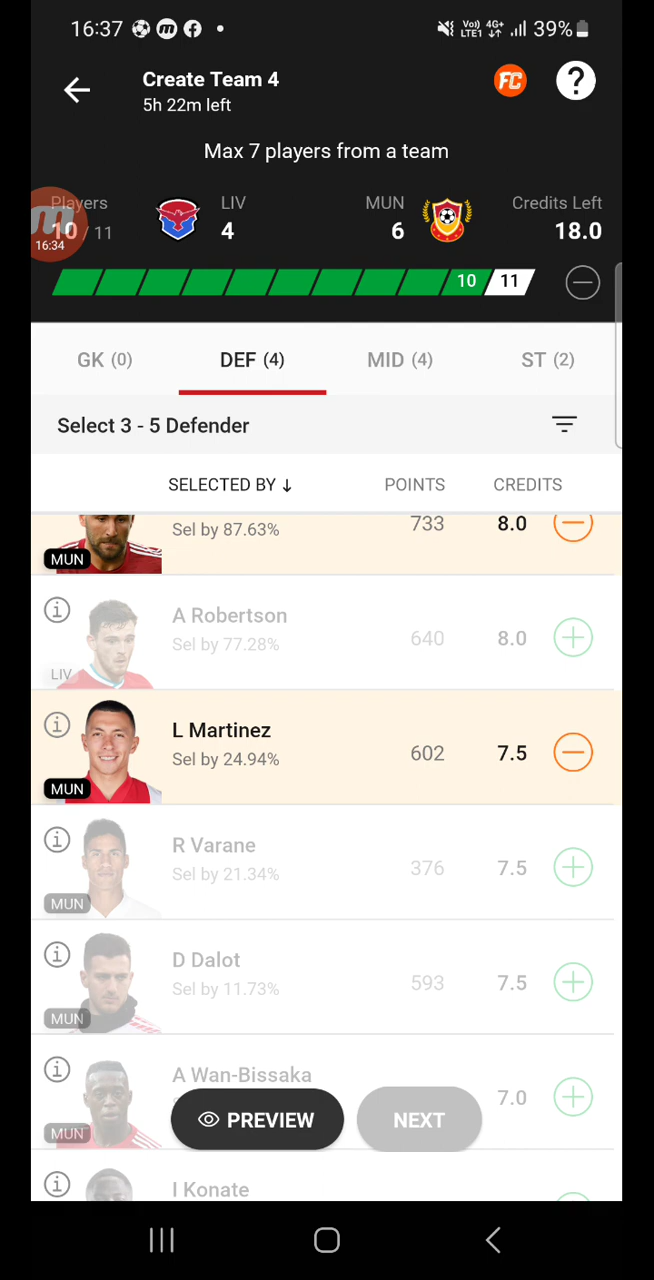 16:37 Vo) 4G+ LTE1 39%
Create Team 4
FC ?
5h 22m left
Max 7 players from a team
Players LIV MUN Credits Left
10 / 11 4 6 18.0
m 16:34
10 11
GK (0) DEF (4) MID (4) ST (2)
Select 3 - 5 Defender
SELECTED BY ↓ POINTS CREDITS
Sel by 87.63% 733 8.0
MUN
A Robertson
Sel by 77.28% 640 8.0
LIV
L Martinez
Sel by 24.94% 602 7.5
MUN
R Varane
Sel by 21.34% 376 7.5
MUN
D Dalot
Sel by 11.73% 593 7.5
MUN
A Wan-Bissaka
7.0
MUN
PREVIEW NEXT
I Konate